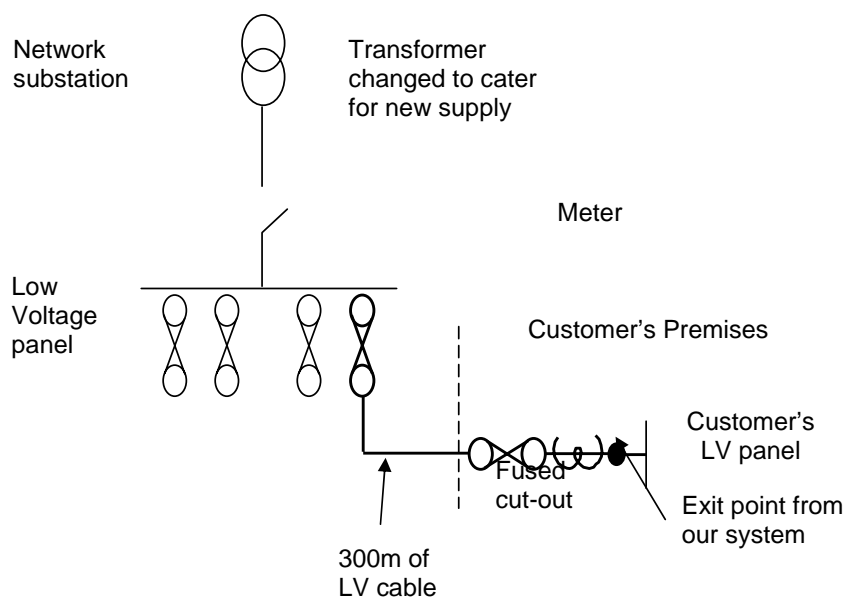 Network
substation
Transformer
changed to cater
for new supply
Meter
Low
Voltage
panel
Customer's Premises
Customer's
LV panel
Fused
cut-out
Exit point from
our system
300m of
LV cable